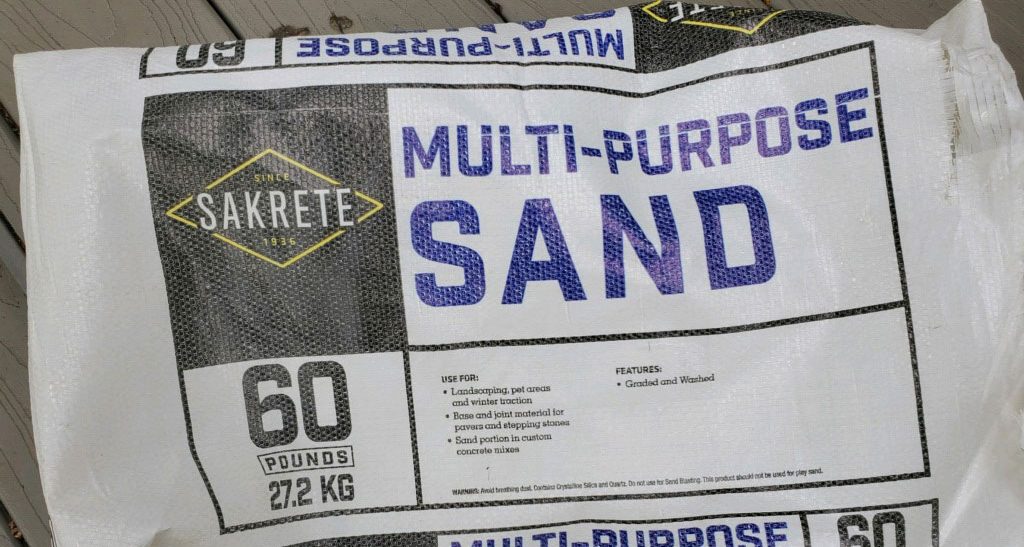 60 MULTI-PURPOSE
SINCE
SAKRETE
1936
MULTI-PURPOSE
SAND
60
POUNDS
27.2 KG
USE FOR:
• Landscaping, pet areas
and winter traction
• Base and joint material for
pavers and stepping stones
• Sand portion in custom
concrete mixes
FEATURES:
• Graded and Washed
WARNING: Avoid breathing dust. Contains Crystalline Silica and Quartz. Do not use for Sand Blasting. This product should not be used for play sand.
MULTI-PURPOSE 60